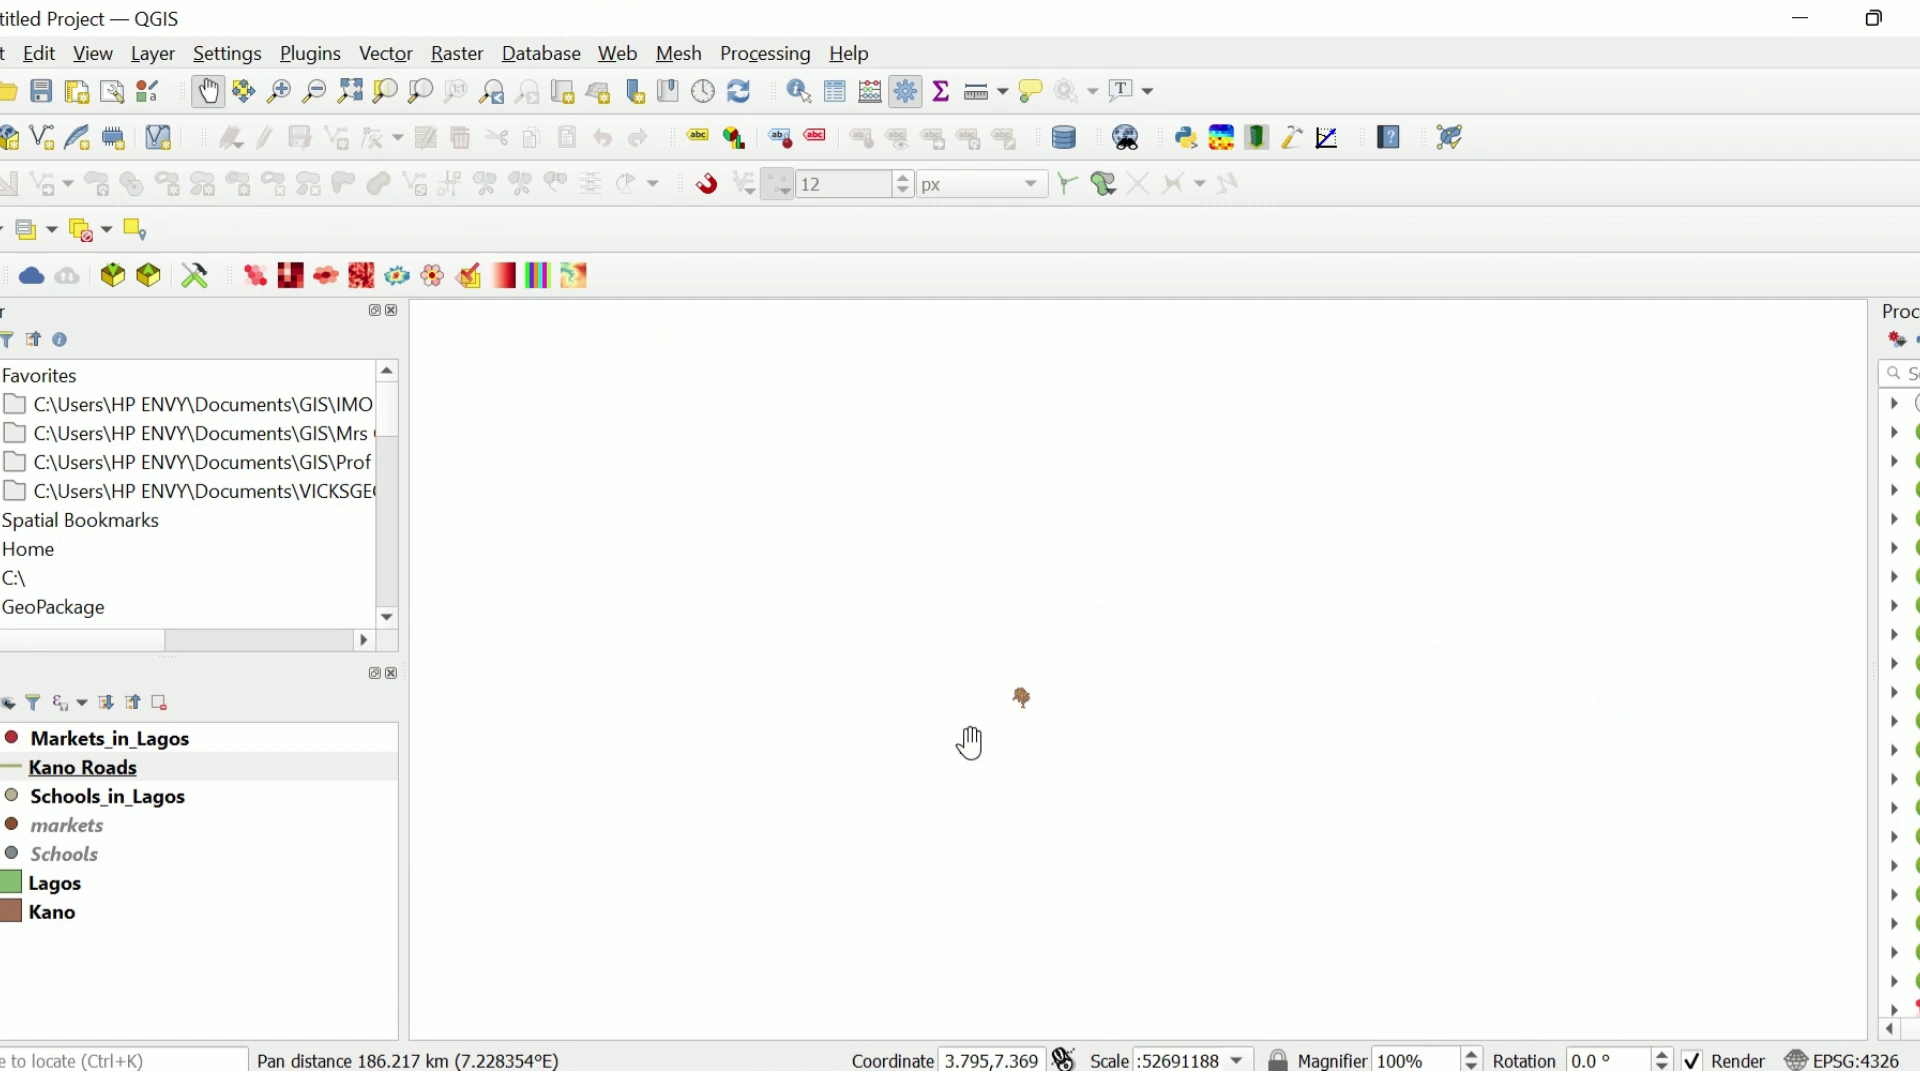 titled Project — QGIS
t Edit View Layer Settings Plugins Vector Raster Database Web Mesh Processing Help
12 px
r
Proc
Favorites
C:\Users\HP ENVY\Documents\GIS\IMO
C:\Users\HP ENVY\Documents\GIS\Mrs
C:\Users\HP ENVY\Documents\GIS\Prof
C:\Users\HP ENVY\Documents\VICKSGE
Spatial Bookmarks
Home
C:\
GeoPackage
Markets_in_Lagos
Kano Roads
Schools_in_Lagos
markets
Schools
Lagos
Kano
e to locate (Ctrl+K) Pan distance 186.217 km (7.228354°E) Coordinate 3.795,7.369 Scale :52691188 Magnifier 100% Rotation 0.0 ° Render EPSG:4326